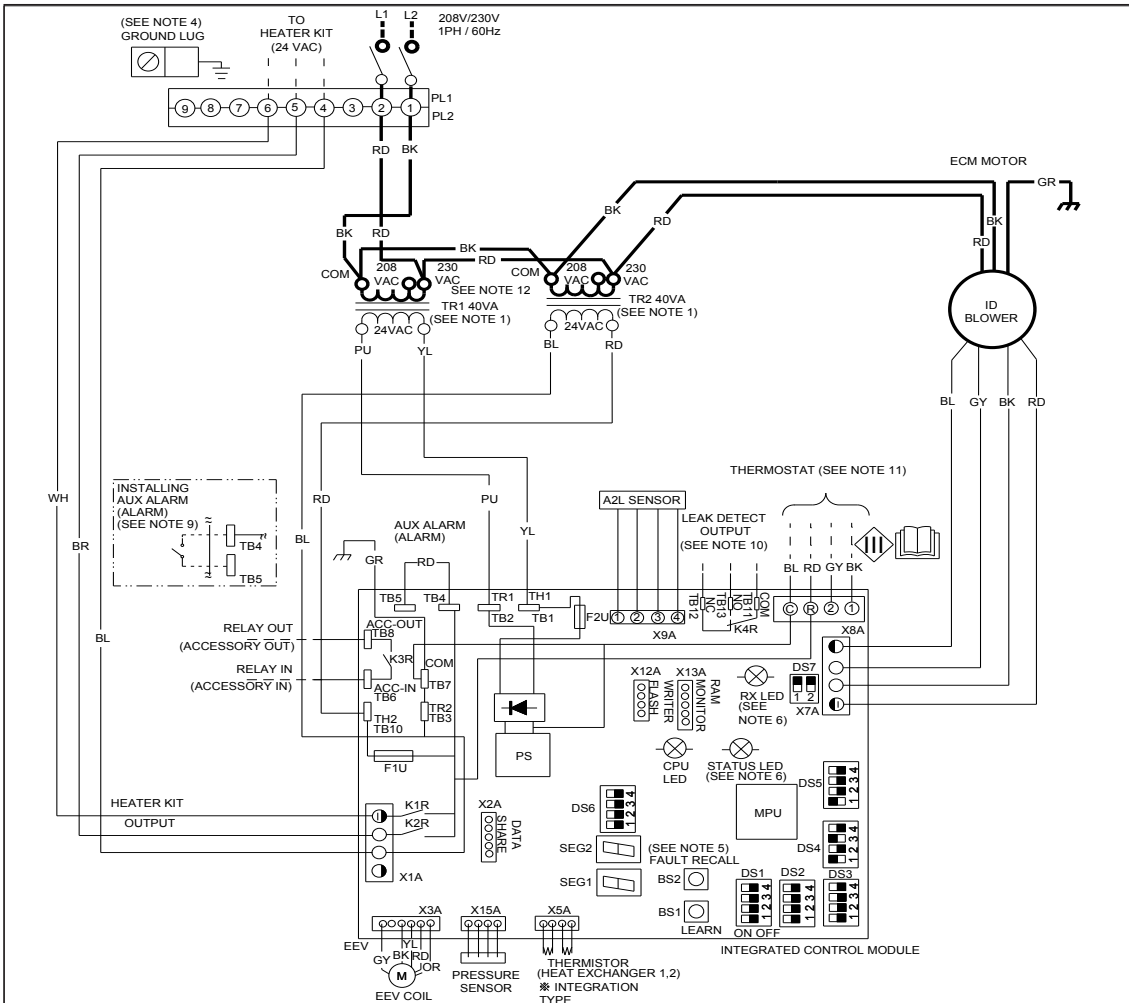 (SEE NOTE 4)
GROUND LUG
TO
HEATER KIT
(24 VAC)
L1
L2
208V/230V
1PH / 60Hz
9 8 7 6 5 4 3 2 1
PL1
PL2
RD
BK
ECM MOTOR
GR
BK
RD
BK
RD
BK
RD
BK
RD
COM
208
VAC
230
VAC
SEE NOTE 12
COM
208
VAC
230
VAC
TR1 40VA
(SEE NOTE 1)
TR2 40VA
(SEE NOTE 1)
24VAC
24VAC
ID
BLOWER
PU
YL
BL
RD
BL
GY
BK
RD
WH
BR
BL
INSTALLING
AUX ALARM
(ALARM)
(SEE NOTE 9)
TB4
TB5
RD
BL
AUX ALARM
(ALARM)
GR
RD
PU
YL
A2L SENSOR
LEAK DETECT
OUTPUT
(SEE NOTE 10)
THERMOSTAT (SEE NOTE 11)
BL RD GY BK
TB5
TB4
TR1
TB2
TH1
TB1
F2U
1 2 3 4
X9A
TB12
NC
TB13
NO
TB11
COM
K4R
C R 2 1
X8A
RELAY OUT
(ACCESSORY OUT)
ACC-OUT
TB8
K3R
RELAY IN
(ACCESSORY IN)
ACC-IN
TB6
COM
TB7
TH2
TB10
TR2
TB3
F1U
PS
X12A
FLASH
WRITER
X13A
RAM
MONITOR
RX LED
(SEE
NOTE 6)
DS7
1 2
X7A
CPU
LED
STATUS LED
(SEE NOTE 6)
HEATER KIT
OUTPUT
K1R
K2R
X1A
X2A
DATA
SHARE
DS6
1 2 3 4
MPU
DS5
1 2 3 4
DS4
1 2 3 4
SEG2
SEG1
(SEE NOTE 5)
FAULT RECALL
BS2
BS1
LEARN
DS1
1 2 3 4
DS2
1 2 3 4
DS3
1 2 3 4
ON OFF
INTEGRATED CONTROL MODULE
X3A
X15A
X5A
EEV
GY
BK
YL
RD
OR
M
EEV COIL
PRESSURE
SENSOR
THERMISTOR
(HEAT EXCHANGER 1,2)
※ INTEGRATION
TYPE